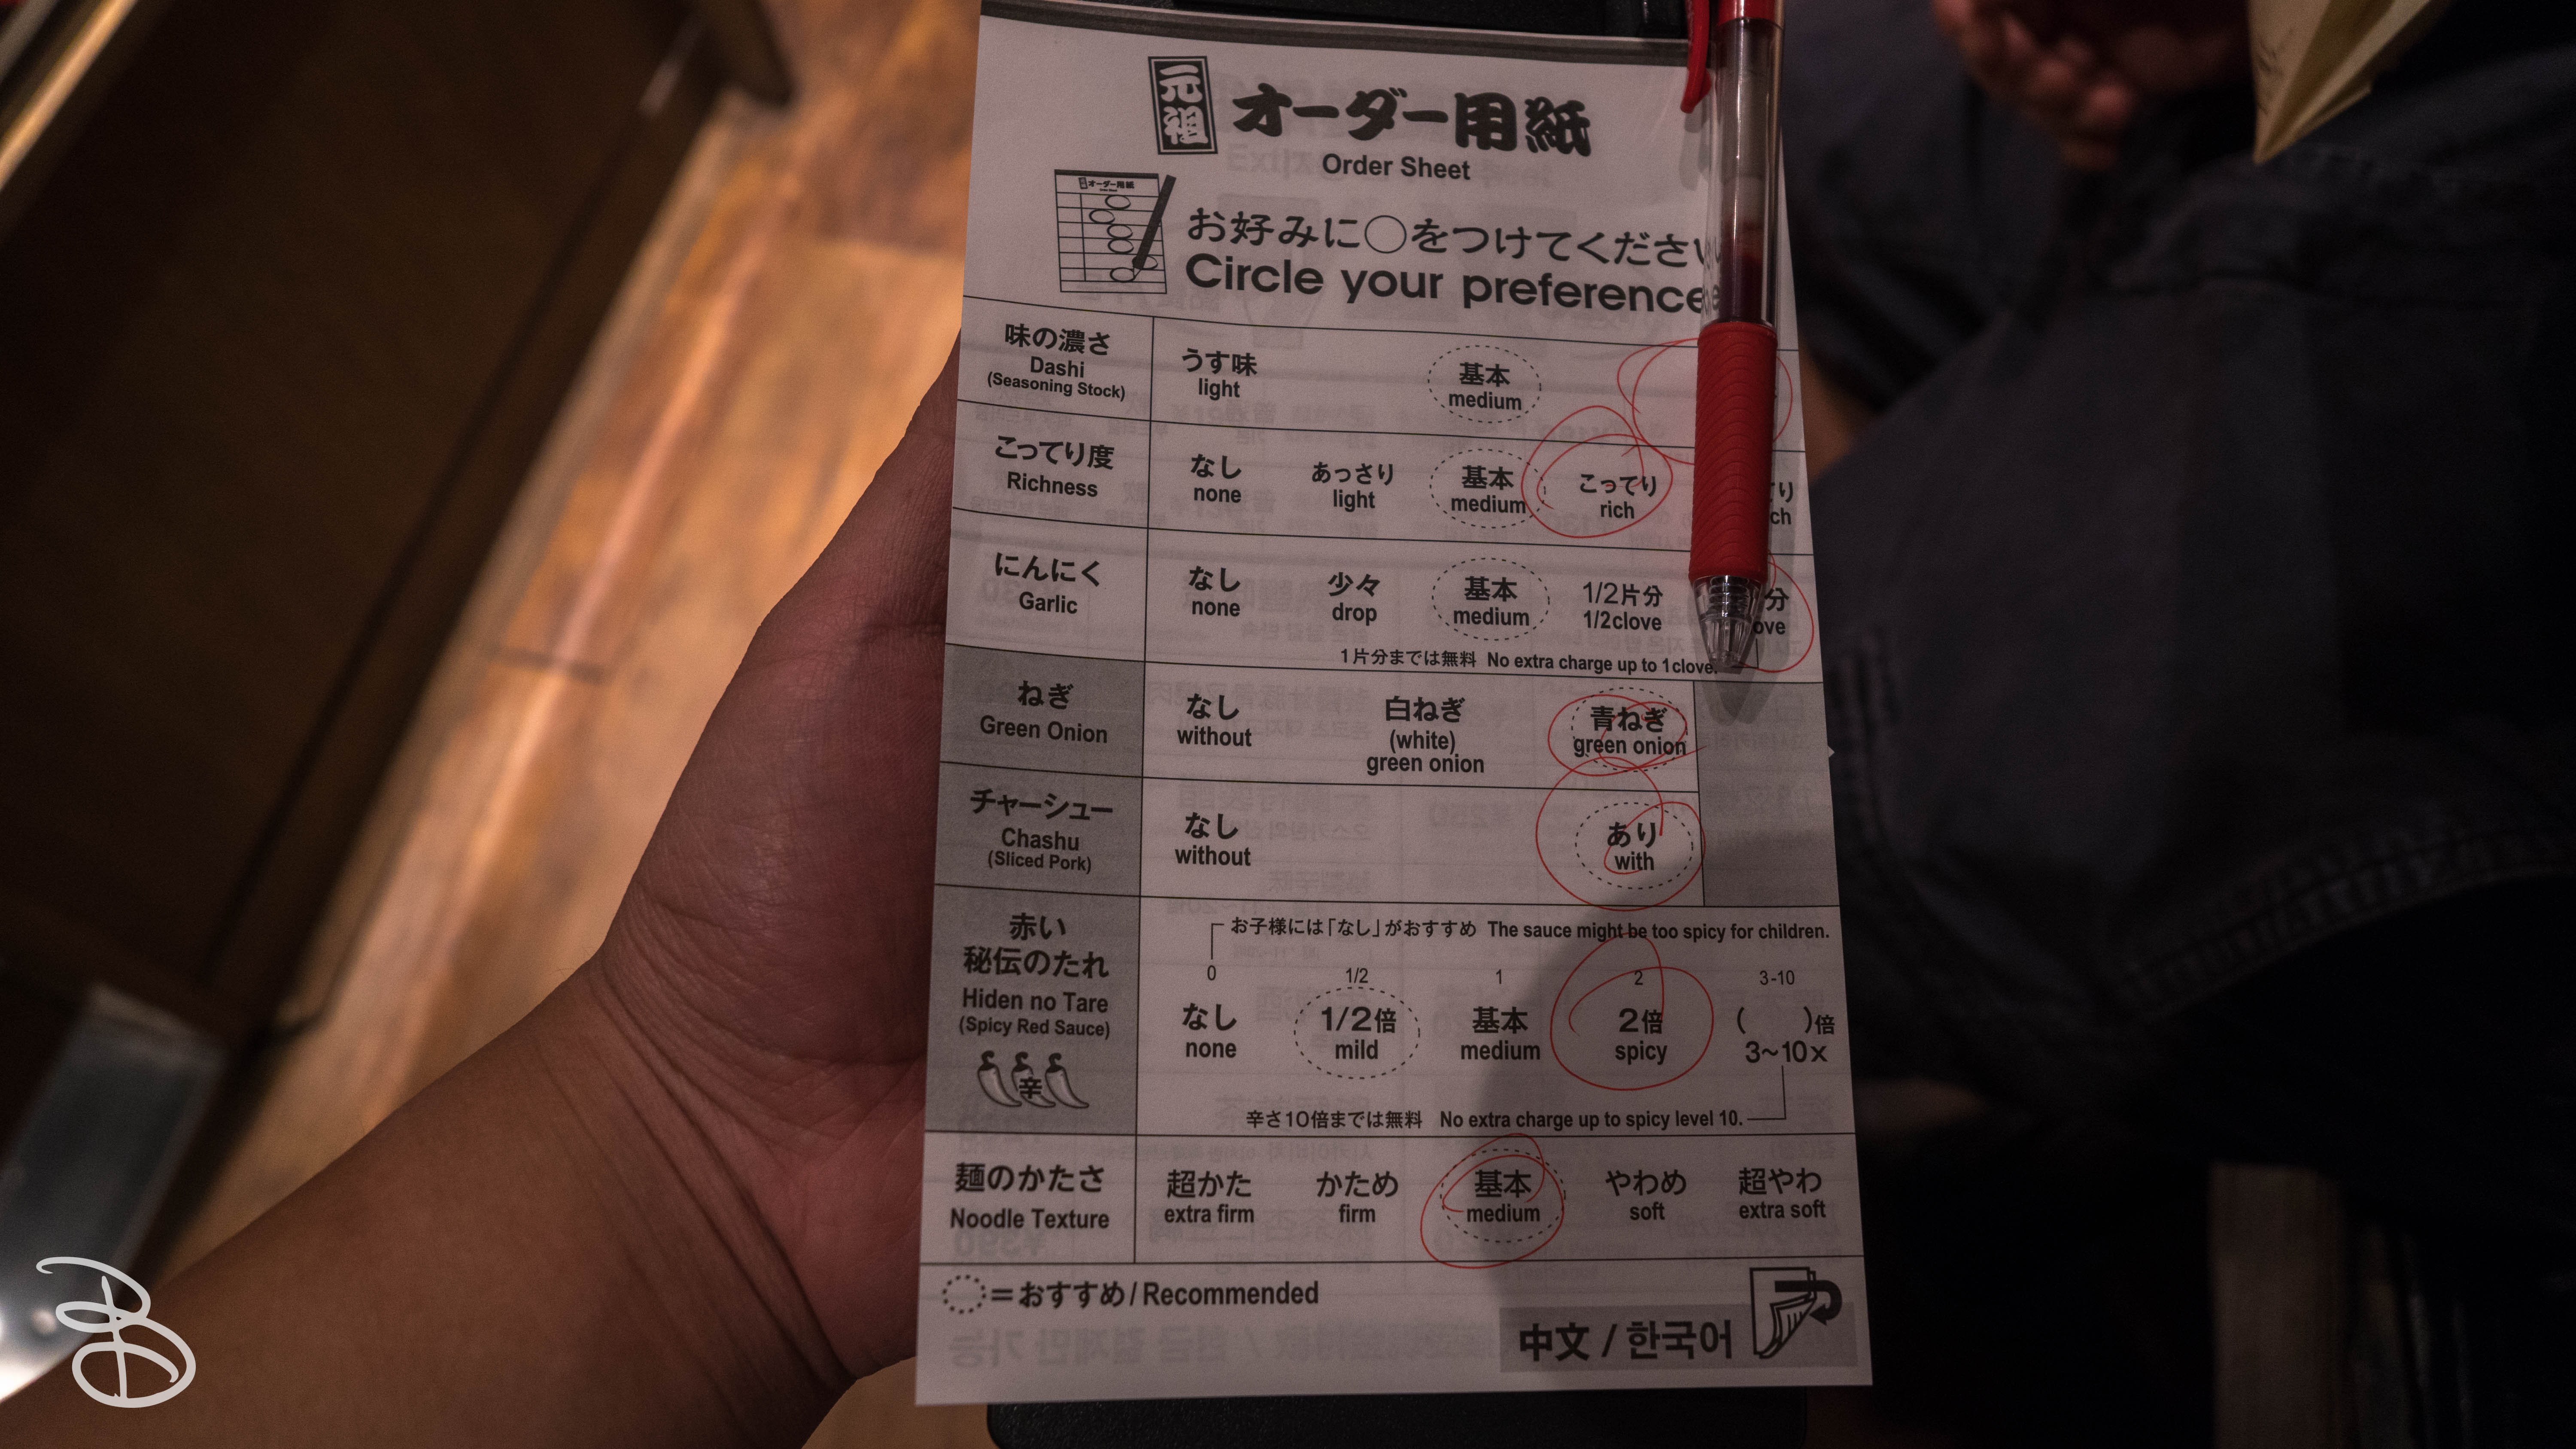 元祖 オーダー用紙
Order Sheet
お好みに○をつけてください
Circle your preference
味の濃さ
Dashi
(Seasoning Stock)
うす味
light
基本
medium
こってり度
Richness
なし
none
あっさり
light
基本
medium
こってり
rich
にんにく
Garlic
なし
none
少々
drop
基本
medium
1/2片分
1/2clove
1片分までは無料 No extra charge up to 1clove.
ねぎ
Green Onion
なし
without
白ねぎ
(white)
green onion
青ねぎ
green onion
チャーシュー
Chashu
(Sliced Pork)
なし
without
あり
with
赤い
秘伝のたれ
Hiden no Tare
(Spicy Red Sauce)
辛
お子様には「なし」がおすすめ The sauce might be too spicy for children.
0 1/2 1 2 3-10
なし
none
1/2倍
mild
基本
medium
2倍
spicy
( )倍
3~10x
辛さ10倍までは無料 No extra charge up to spicy level 10.
麺のかたさ
Noodle Texture
超かた
extra firm
かため
firm
基本
medium
やわめ
soft
超やわ
extra soft
=おすすめ/Recommended
中文 / 한국어